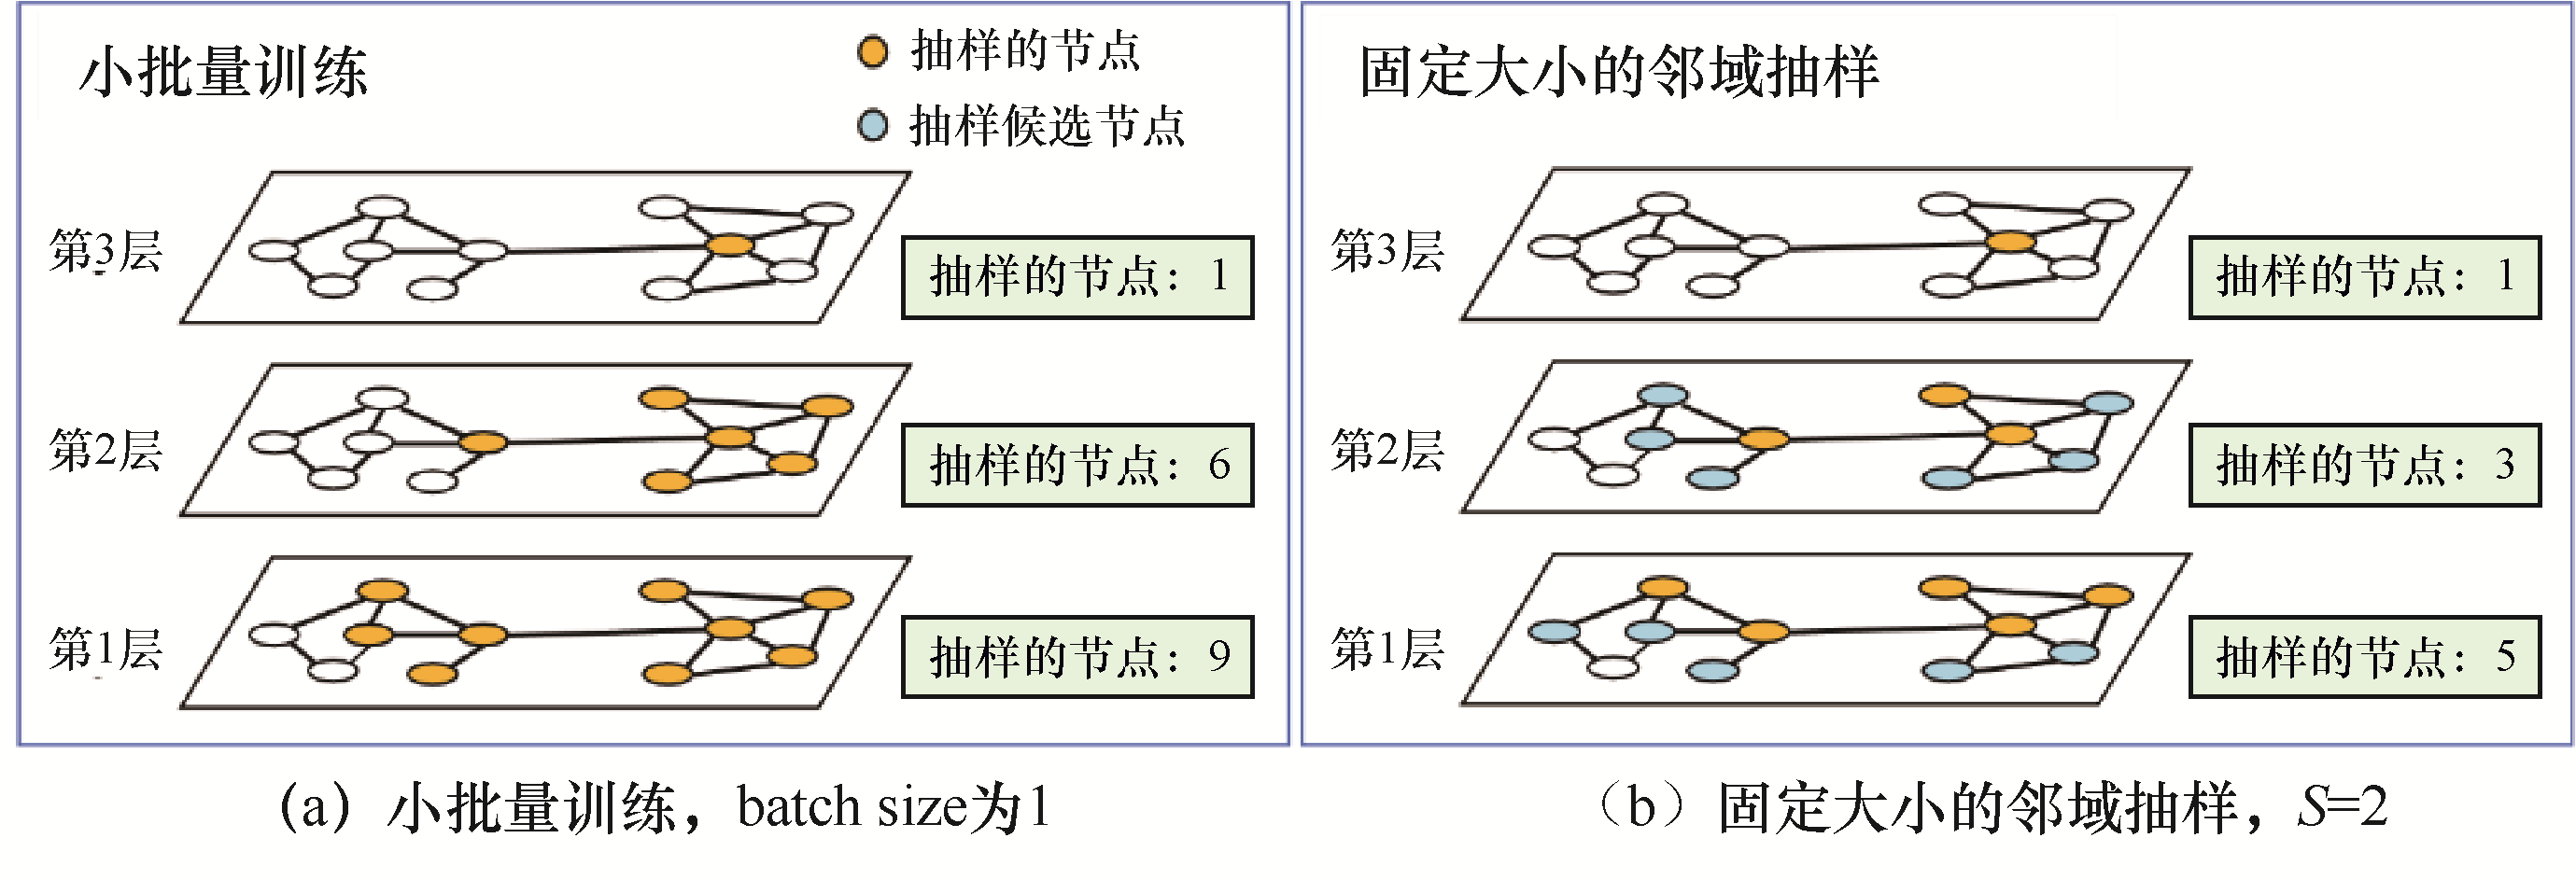 小批量训练
抽样的节点
抽样候选节点
第3层
抽样的节点：1
第2层
抽样的节点：6
第1层
抽样的节点：9
(a) 小批量训练，batch size为1
固定大小的邻域抽样
第3层
抽样的节点：1
第2层
抽样的节点：3
第1层
抽样的节点：5
（b）固定大小的邻域抽样，S=2